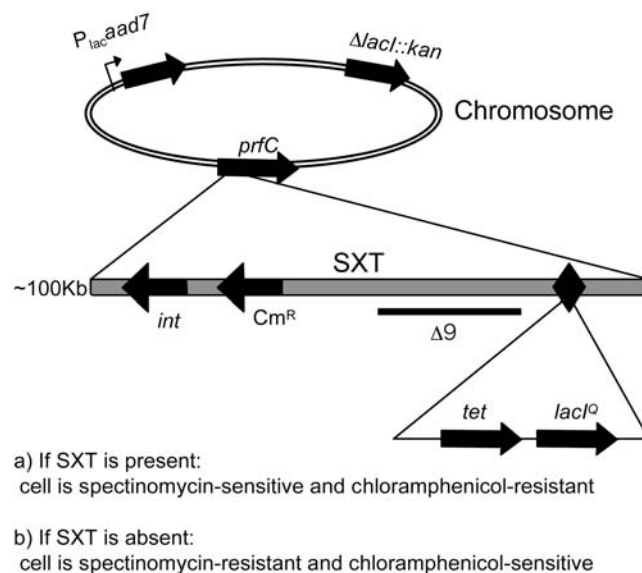 PlacAad7
ΔlacI::kan
Chromosome
prfC
SXT
~100Kb
int
CmR
Δ9
tet
lacIQ
a) If SXT is present:
cell is spectinomycin-sensitive and chloramphenicol-resistant
b) If SXT is absent:
cell is spectinomycin-resistant and chloramphenicol-sensitive